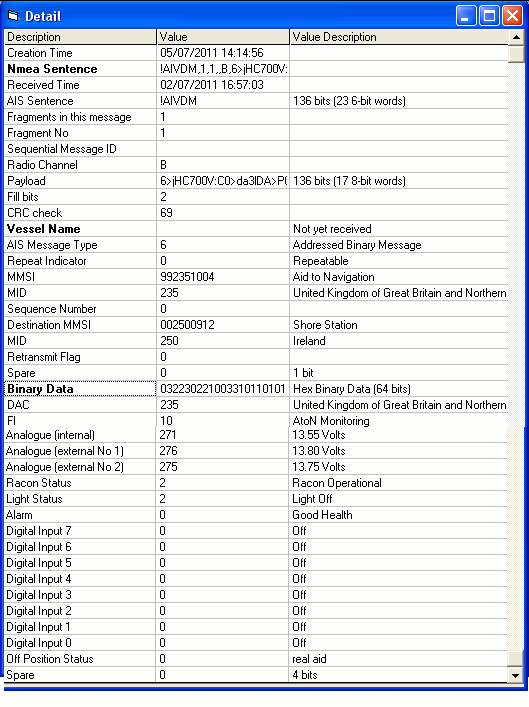 Detail
Description Value Value Description
Creation Time 05/07/2011 14:14:56
Nmea Sentence !AIVDM,1,1,,B,6>jHC700V:
Received Time 02/07/2011 16:57:03
AIS Sentence !AIVDM 136 bits (23 6-bit words)
Fragments in this message 1
Fragment No 1
Sequential Message ID
Radio Channel B
Payload 6>jHC700V:C0>da3IDA>P( 136 bits (17 8-bit words)
Fill bits 2
CRC check 69
Vessel Name Not yet received
AIS Message Type 6 Addressed Binary Message
Repeat Indicator 0 Repeatable
MMSI 992351004 Aid to Navigation
MID 235 United Kingdom of Great Britain and Northern
Sequence Number 0
Destination MMSI 002500912 Shore Station
MID 250 Ireland
Retransmit Flag 0
Spare 0 1 bit
Binary Data 032230221003310110101 Hex Binary Data (64 bits)
DAC 235 United Kingdom of Great Britain and Northern
FI 10 AtoN Monitoring
Analogue (internal) 271 13.55 Volts
Analogue (external No 1) 276 13.80 Volts
Analogue (external No 2) 275 13.75 Volts
Racon Status 2 Racon Operational
Light Status 2 Light Off
Alarm 0 Good Health
Digital Input 7 0 Off
Digital Input 6 0 Off
Digital Input 5 0 Off
Digital Input 4 0 Off
Digital Input 3 0 Off
Digital Input 2 0 Off
Digital Input 1 0 Off
Digital Input 0 0 Off
Off Position Status 0 real aid
Spare 0 4 bits